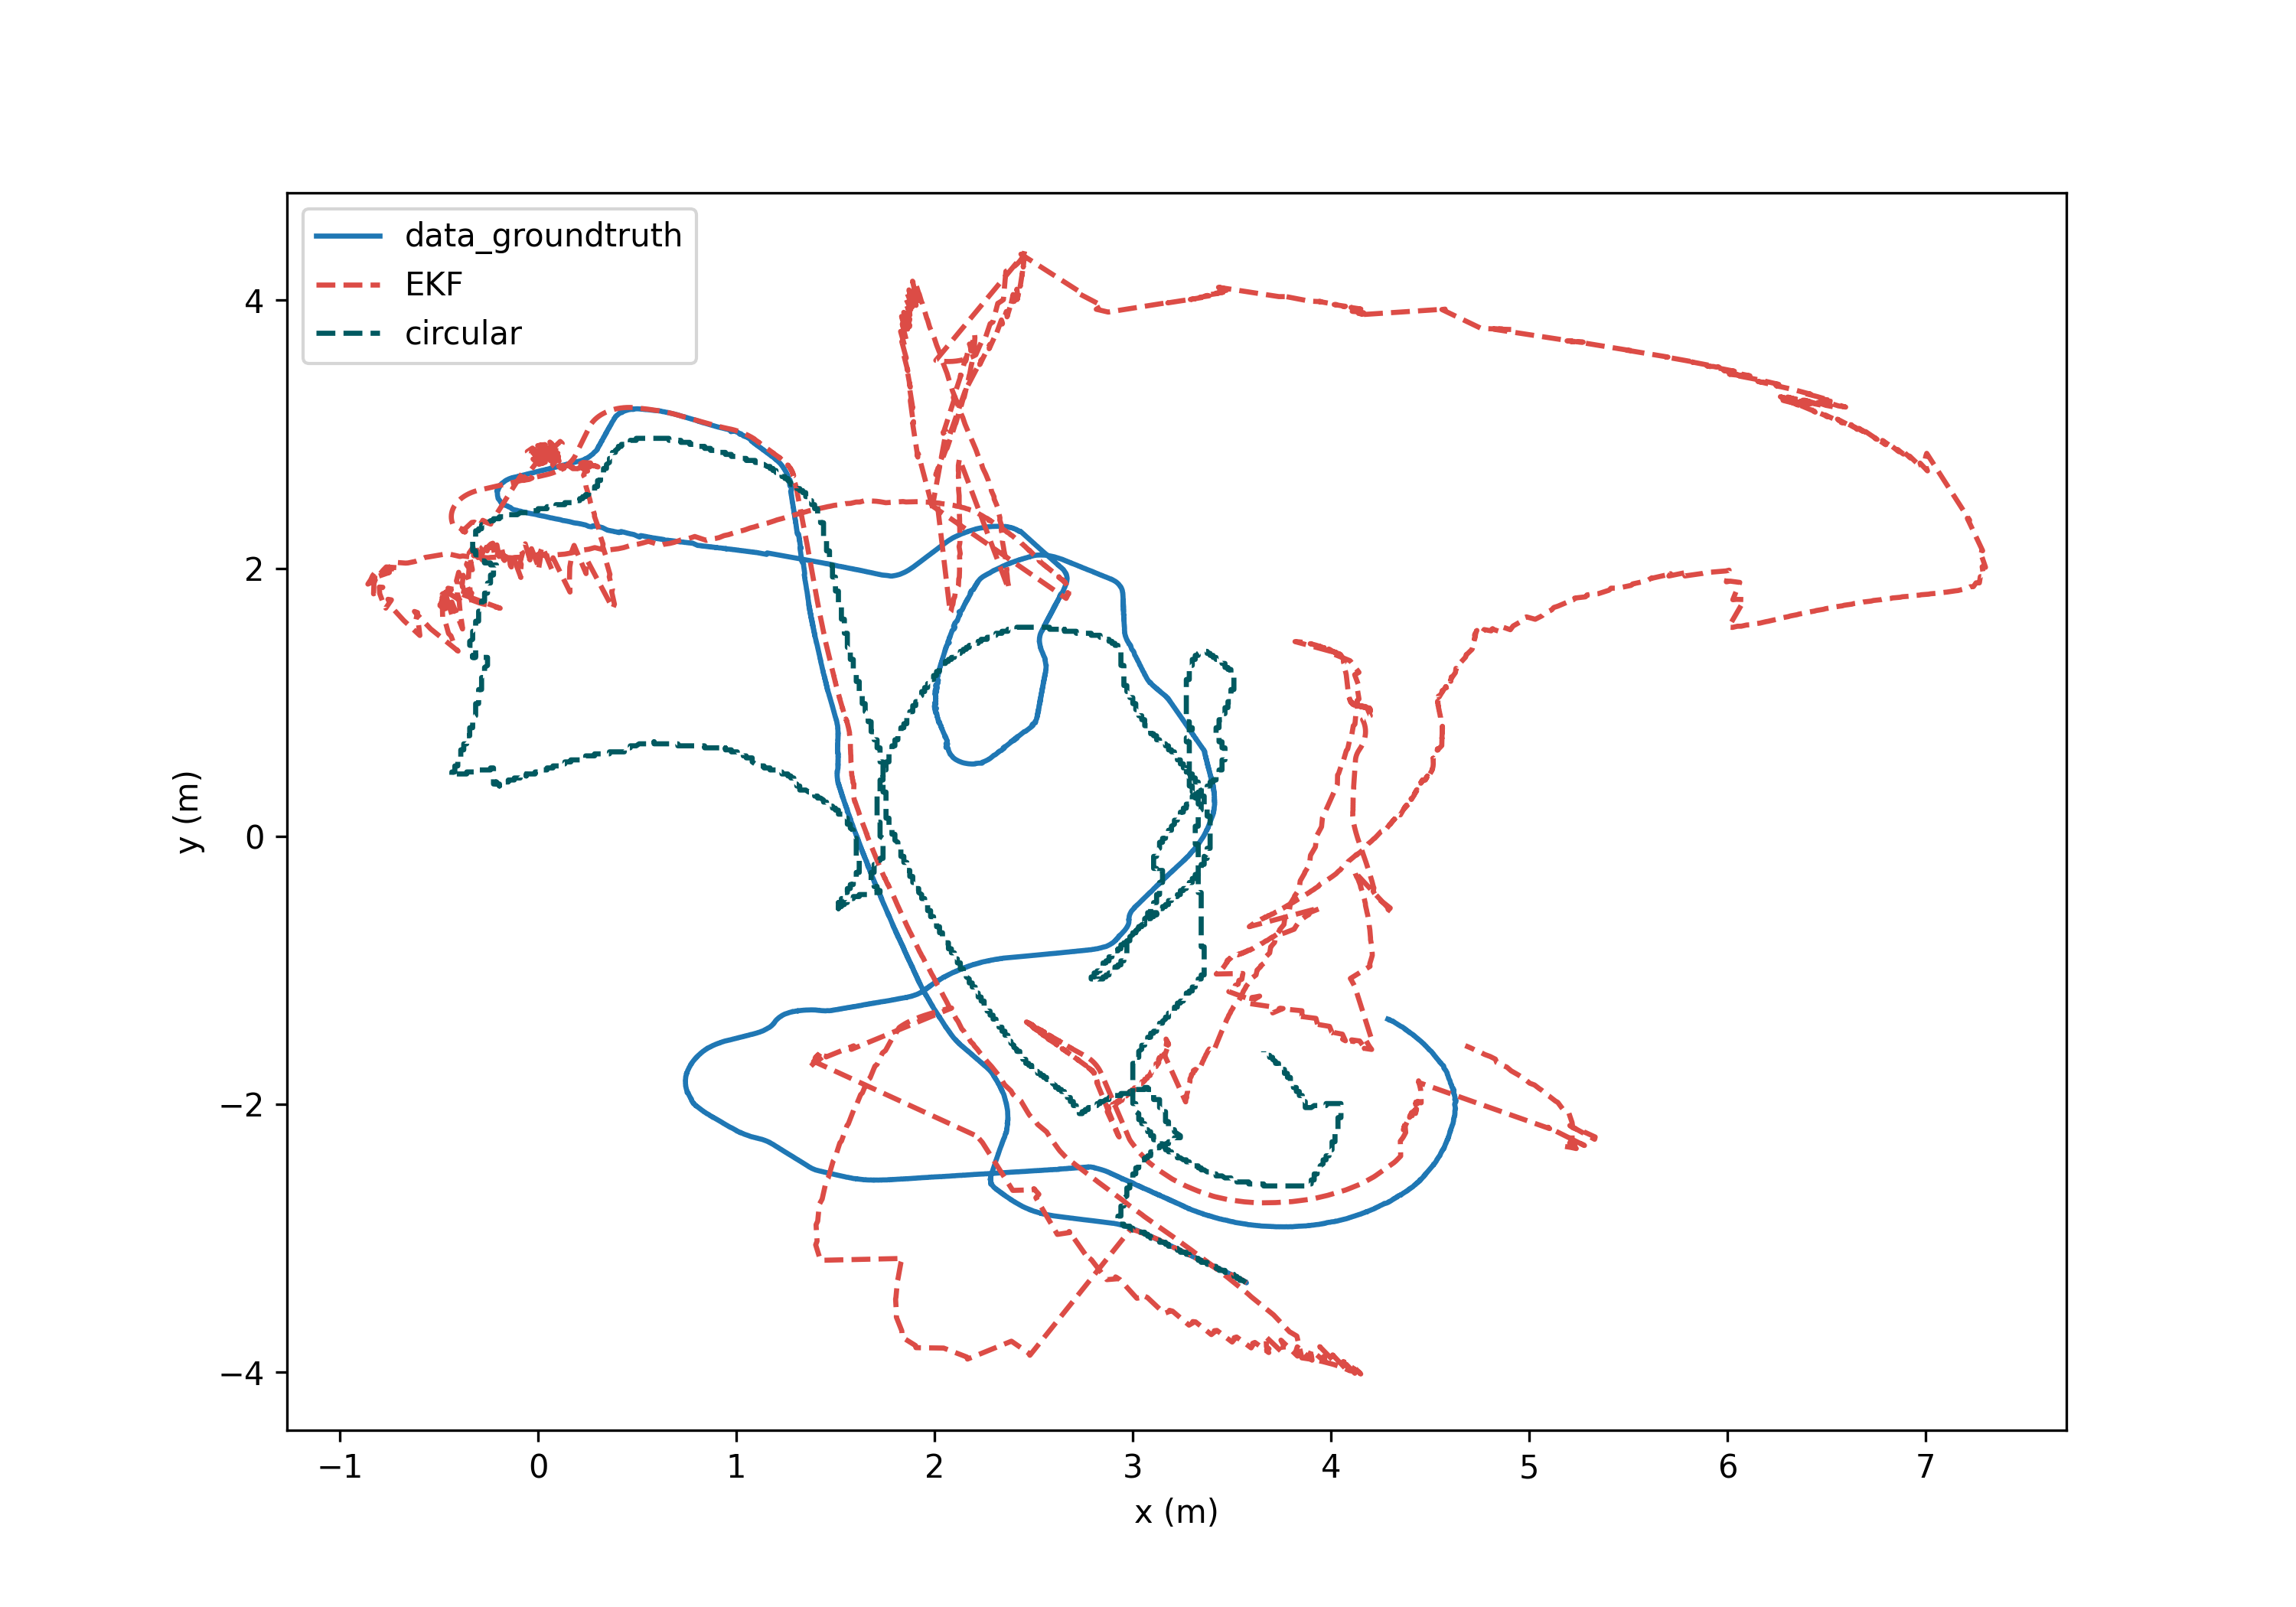 data_groundtruth
EKF
circular
4
2
0
−2
−4
y (m)
−1 0 1 2 3 4 5 6 7
x (m)